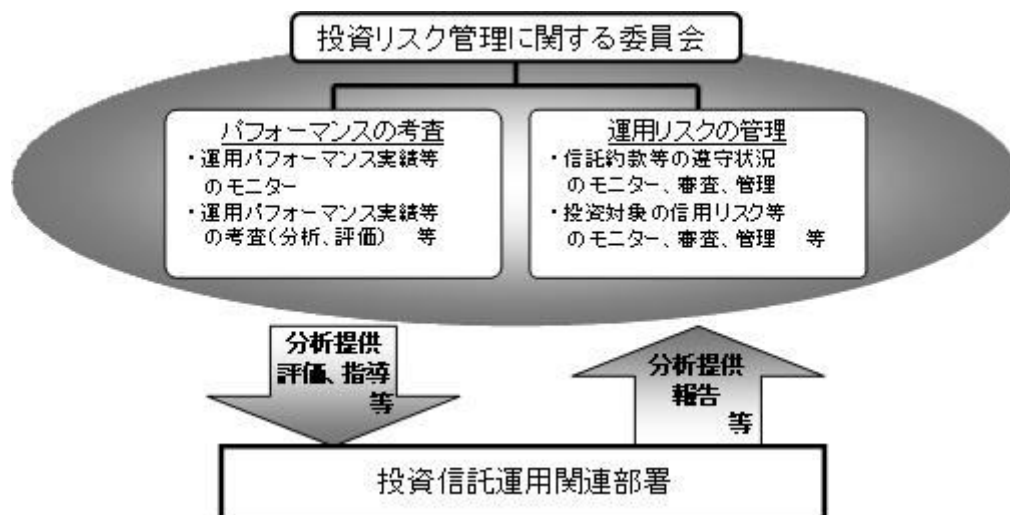 投資リスク管理に関する委員会
パフォーマンスの考査
・運用パフォーマンス実績等
のモニター
・運用パフォーマンス実績等
の考査(分析、評価) 等
運用リスクの管理
・信託約款等の遵守状況
のモニター、審査、管理
・投資対象の信用リスク等
のモニター、審査、管理 等
分析提供
評価、指導
等
分析提供
報告
等
投資信託運用関連部署